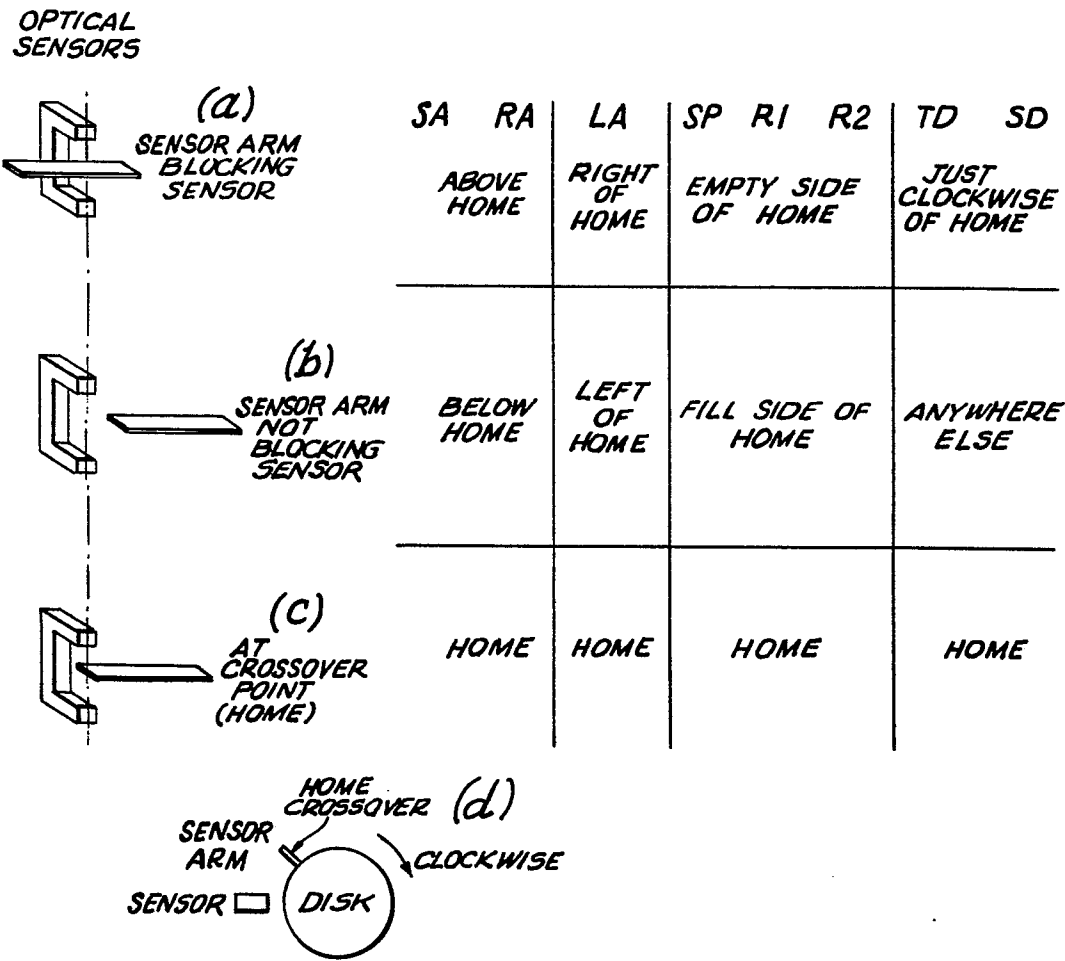 OPTICAL
SENSORS
(a)
SENSOR ARM
BLOCKING
SENSOR
SA RA LA SP R1 R2 TD SD
ABOVE
HOME
RIGHT
OF
HOME
EMPTY SIDE
OF HOME
JUST
CLOCKWISE
OF HOME
(b)
SENSOR ARM
NOT
BLOCKING
SENSOR
BELOW
HOME
LEFT
OF
HOME
FILL SIDE OF
HOME
ANYWHERE
ELSE
(c)
AT
CROSSOVER
POINT
(HOME)
HOME HOME HOME HOME
(d)
HOME
CROSSOVER
SENSOR
ARM
CLOCKWISE
SENSOR
DISK